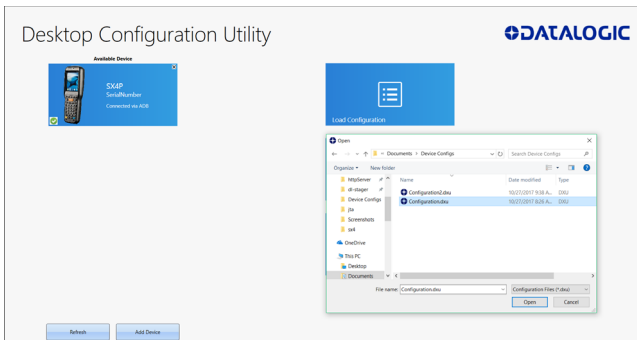 Desktop Configuration Utility
DATALOGIC
Available Device
SX4P
SerialNumber
Connected via ADB
Load Configuration
Open
Documents › Device Configs
Search Device Configs
Organize
New folder
httpServer
dl-stager
Device Configs
jta
Screenshots
sx4
OneDrive
This PC
Desktop
Documents
Name
Date modified
Type
Configuration2.dxu
10/27/2017 9:38 A...
DXU
Configuration.dxu
10/27/2017 8:26 A...
DXU
File name:
Configuration.dxu
Configuration Files (*.dxu)
Open
Cancel
Refresh
Add Device